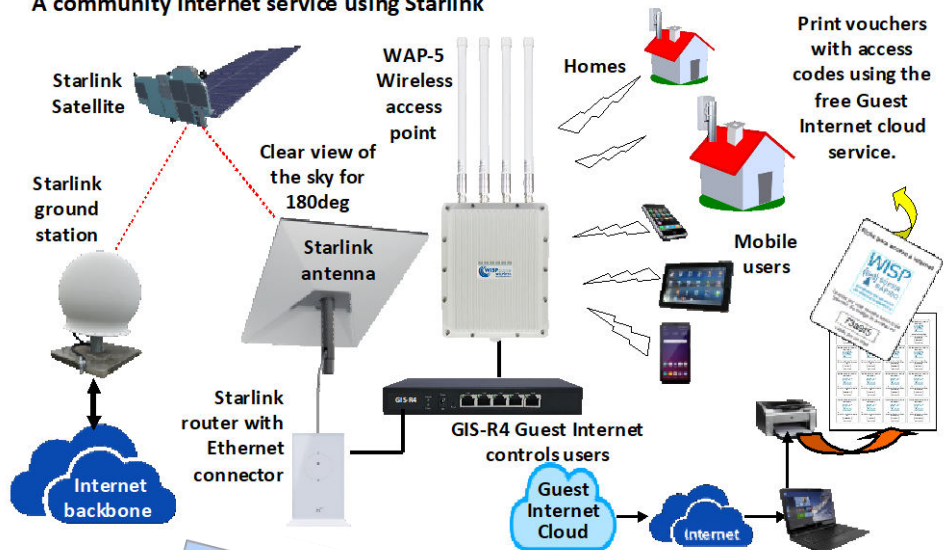 A community internet service using Starlink
Starlink
Satellite
WAP-5
Wireless
access
point
Homes
Print vouchers
with access
codes using the
free Guest
Internet cloud
service.
Clear view of
the sky for
180deg
Starlink
ground
station
Starlink
antenna
WISP
Mobile
users
WISP
SUPER
RAPIDO
Starlink
router with
Ethernet
connector
GIS-R4
GIS-R4 Guest Internet
controls users
Internet
backbone
Guest
Internet
Cloud
Internet